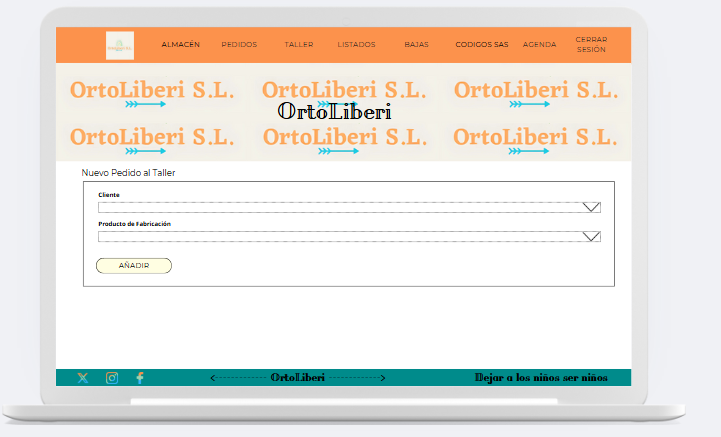 ALMACÉN PEDIDOS TALLER LISTADOS BAJAS CODIGOS SAS AGENDA CERRAR SESIÓN
OrtoLiberi S.L. OrtoLiberi S.L. OrtoLiberi S.L.
OrtoLiberi
OrtoLiberi S.L. OrtoLiberi S.L. OrtoLiberi S.L.
Nuevo Pedido al Taller
Cliente
Producto de Fabricación
AÑADIR
OrtoLiberi Dejar a los niños ser niños